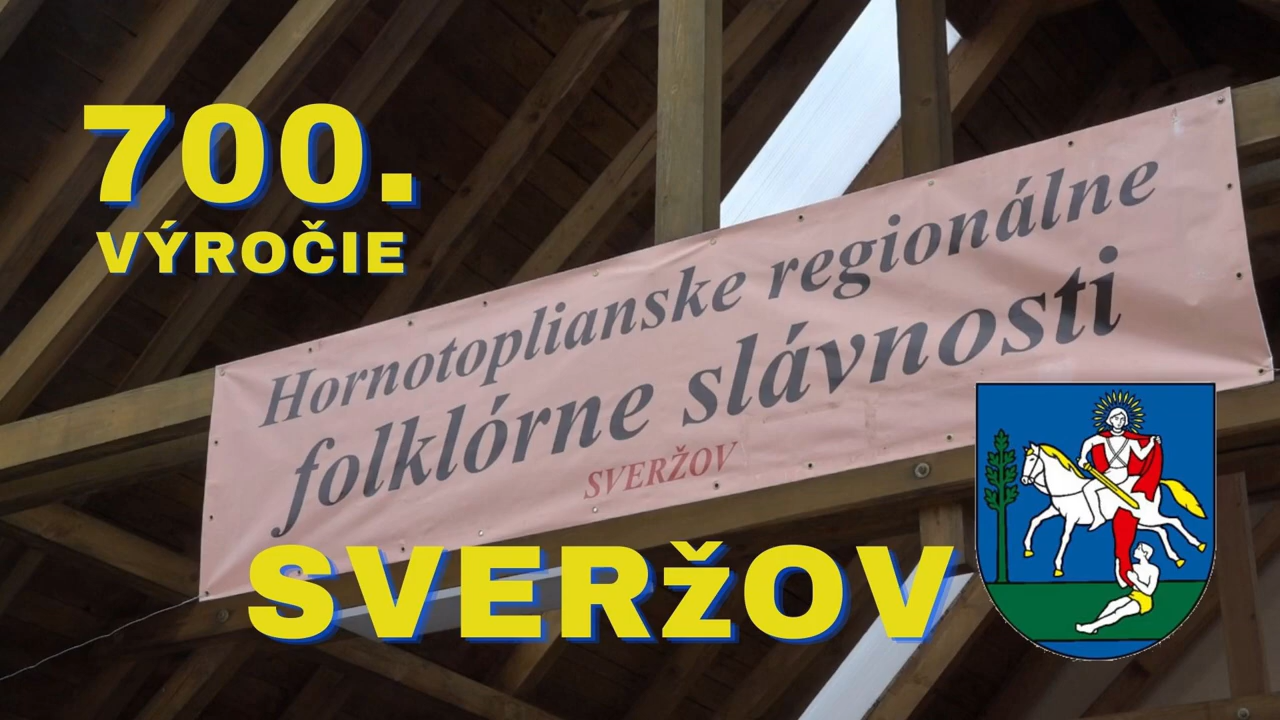 700.
VÝROČIE
Hornotoplianske regionálne
folklórne slávnosti
SVERŽOV
SVERžOV